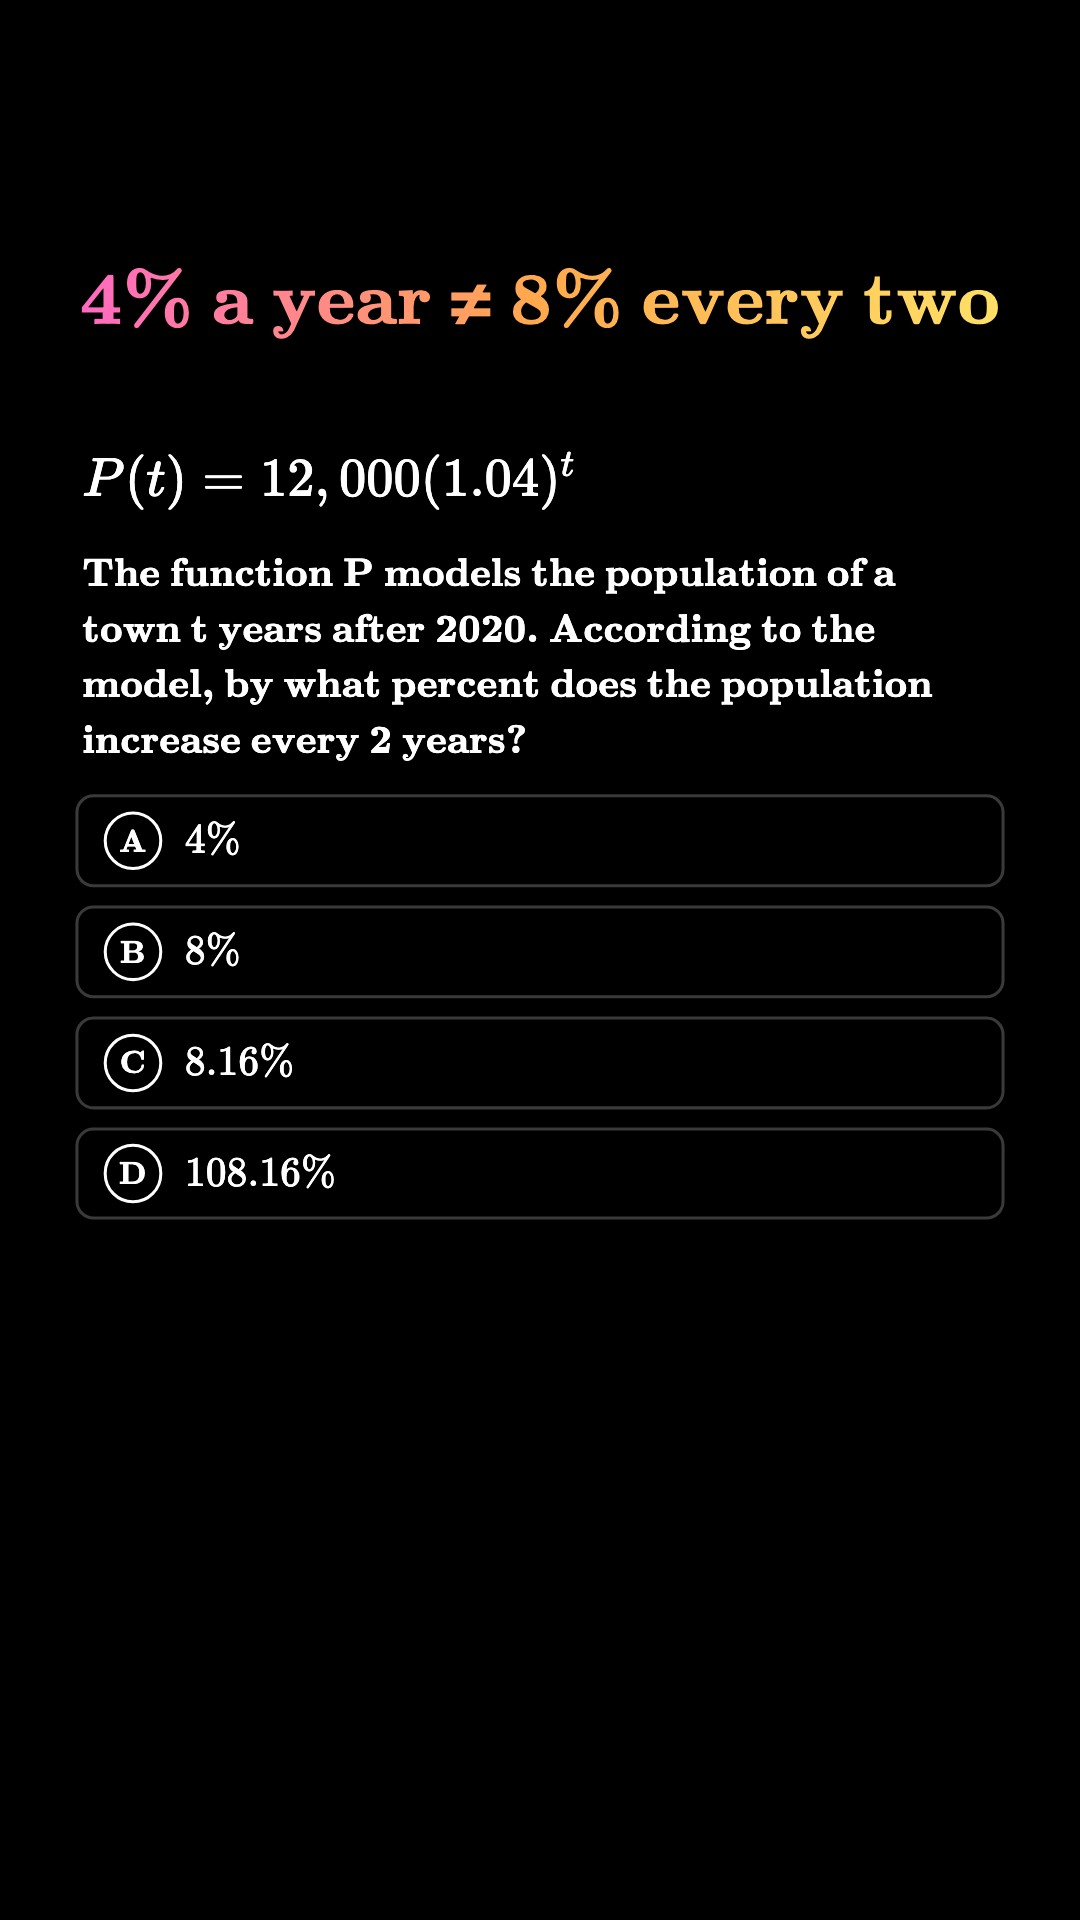 4% a year ≠ 8% every two
P(t) = 12,000(1.04)^t
The function P models the population of a
town t years after 2020. According to the
model, by what percent does the population
increase every 2 years?
A 4%
B 8%
C 8.16%
D 108.16%